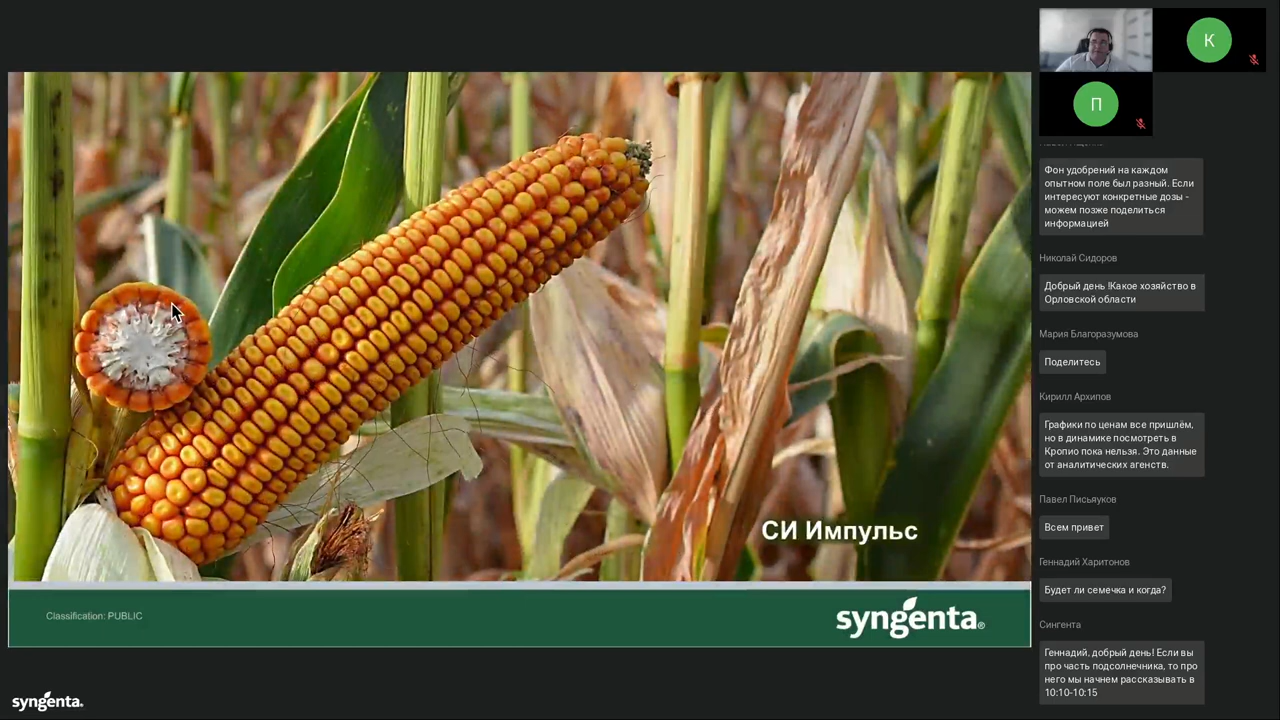 СИ Импульс
Classification: PUBLIC
syngenta®
syngenta.
К
П
Фон удобрений на каждом
опытном поле был разный. Если
интересуют конкретные дозы -
можем позже поделиться
информацией
Николай Сидоров
Добрый день !Какое хозяйство в
Орловской области
Мария Благоразумова
Поделитесь
Кирилл Архипов
Графики по ценам все пришлём,
но в динамике посмотреть в
Кропио пока нельзя. Это данные
от аналитических агенств.
Павел Письяуков
Всем привет
Геннадий Харитонов
Будет ли семечка и когда?
Сингента
Геннадий, добрый день! Если вы
про часть подсолнечника, то про
него мы начнем рассказывать в
10:10-10:15